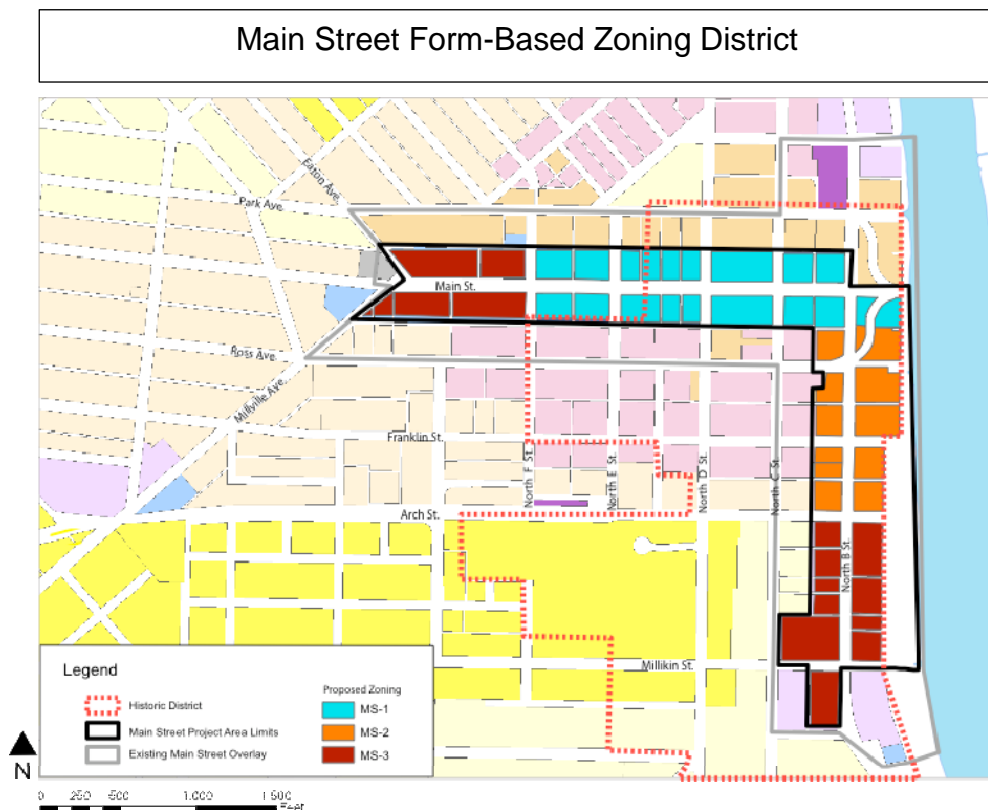 Main Street Form-Based Zoning District
Eaton Ave.
Park Ave.
Main St.
Ross Ave.
Millville Ave.
Franklin St.
North F St.
North E St.
North D St.
North C St.
Arch St.
North B St.
Millikin St.
Legend
Historic District
Main Street Project Area Limits
Existing Main Street Overlay
Proposed Zoning
MS-1
MS-2
MS-3
N
0 250 500 1,000 1,500
Feet